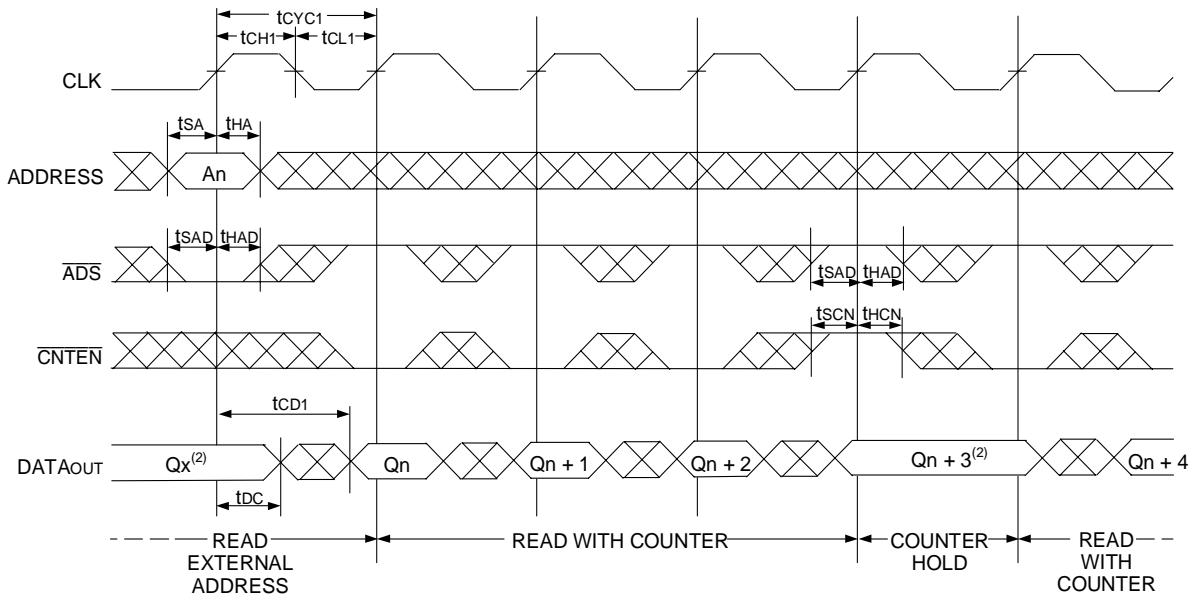 tCYC1
tCH1 tCL1
CLK
tSA tHA
ADDRESS An
tSAD tHAD
ADS
tSAD tHAD
tSCN tHCN
CNTEN
tCD1
DATAOUT Qx(2) Qn Qn + 1 Qn + 2 Qn + 3(2) Qn + 4
tDC
READ EXTERNAL ADDRESS
READ WITH COUNTER
COUNTER HOLD
READ WITH COUNTER